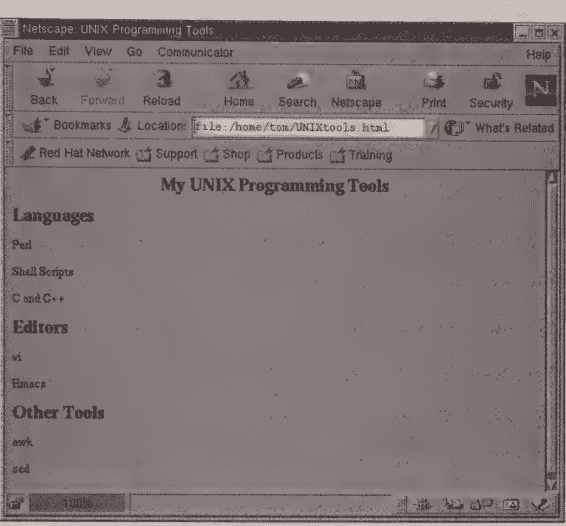 Netscape: UNIX Programming Tools
File Edit View Go Communicator Help
Back Forward Reload Home Search Netscape Print Security
N
Bookmarks Location: file:/home/tom/UNIXtools.html What's Related
Red Hat Network Support Shop Products Training
My UNIX Programming Tools
Languages
Perl
Shell Scripts
C and C++
Editors
vi
Emacs
Other Tools
awk
sed
100%